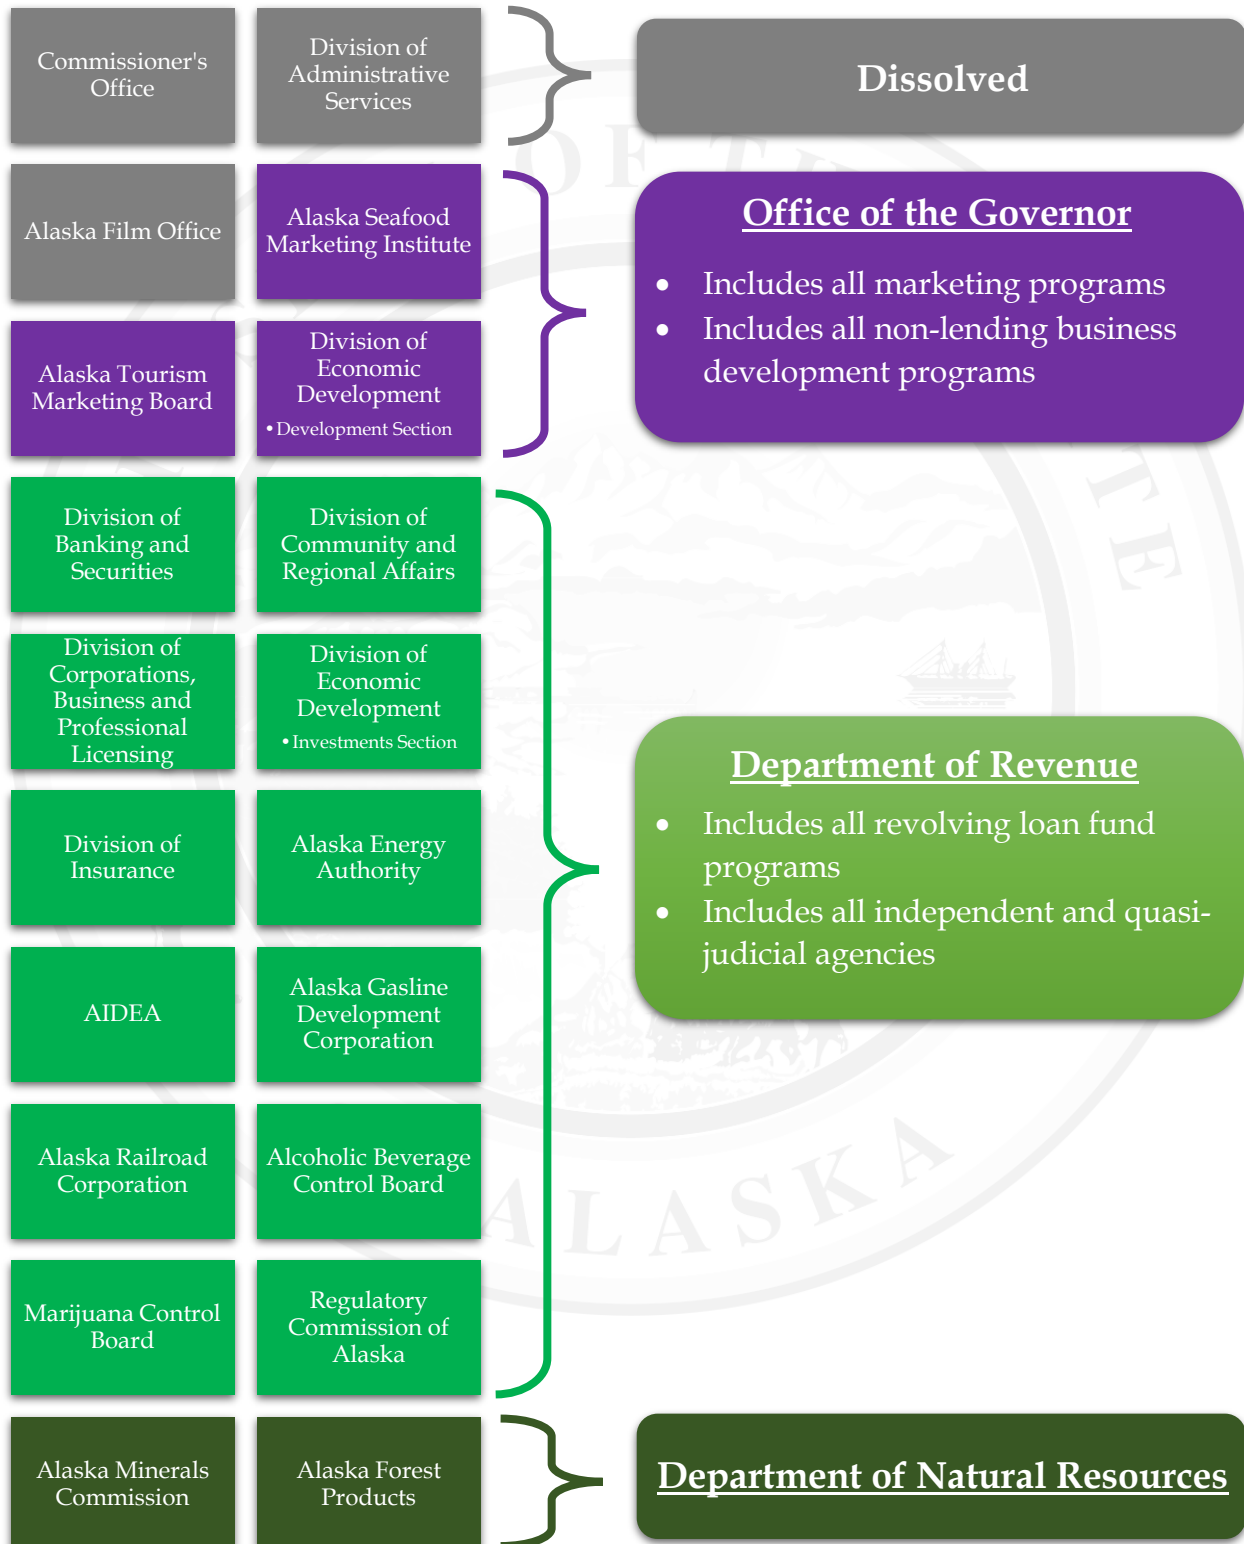 Commissioner's
Office
Division of
Administrative
Services
Dissolved
Alaska Film Office
Alaska Seafood
Marketing Institute
Office of the Governor
• Includes all marketing programs
• Includes all non-lending business
development programs
Alaska Tourism
Marketing Board
Division of
Economic
Development
• Development Section
Division of
Banking and
Securities
Division of
Community and
Regional Affairs
Division of
Corporations,
Business and
Professional
Licensing
Division of
Economic
Development
• Investments Section
Department of Revenue
• Includes all revolving loan fund
programs
• Includes all independent and quasi-
judicial agencies
Division of
Insurance
Alaska Energy
Authority
AIDEA
Alaska Gasline
Development
Corporation
Alaska Railroad
Corporation
Alcoholic Beverage
Control Board
Marijuana Control
Board
Regulatory
Commission of
Alaska
Alaska Minerals
Commission
Alaska Forest
Products
Department of Natural Resources
OF TH
TE
ALASKA